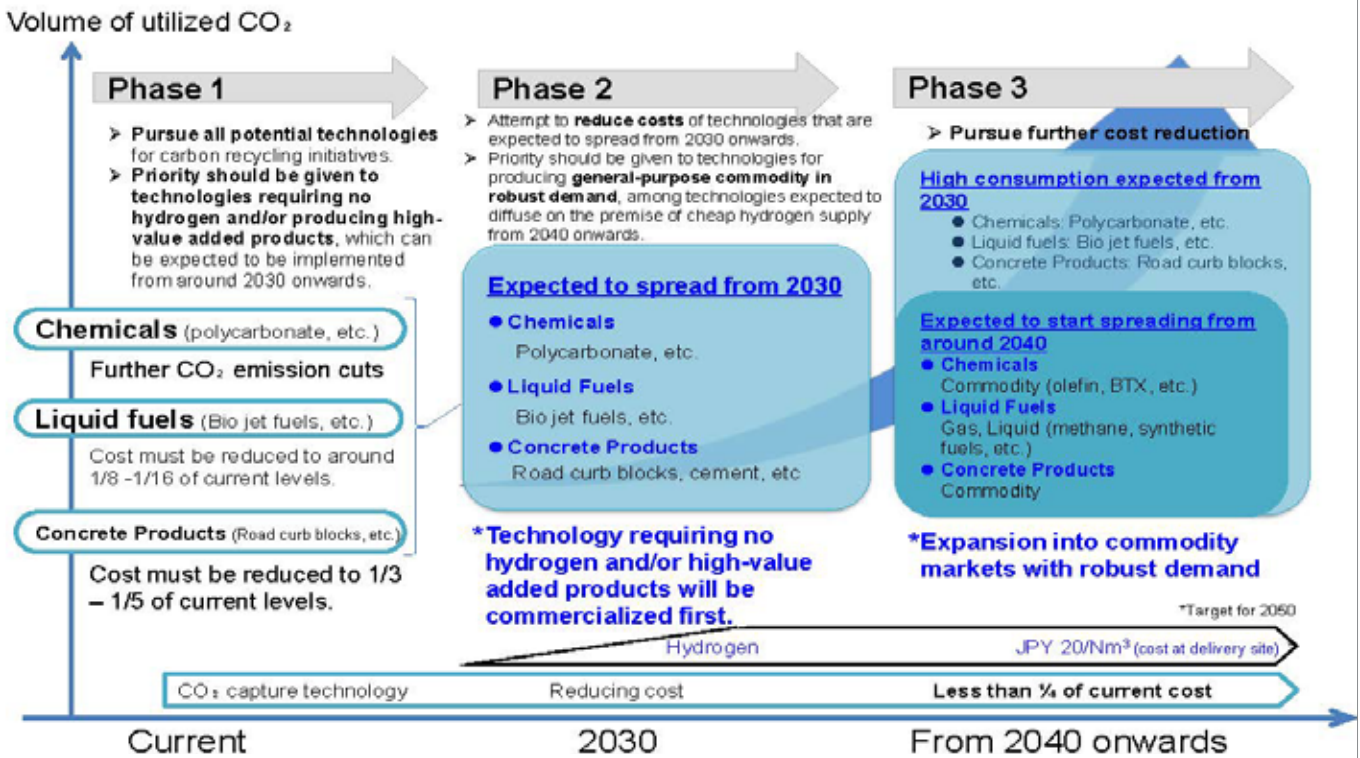 Volume of utilized CO₂
Phase 1
➢ Pursue all potential technologies
for carbon recycling initiatives.
➢ Priority should be given to
technologies requiring no
hydrogen and/or producing high-
value added products, which can
be expected to be implemented
from around 2030 onwards.
Chemicals (polycarbonate, etc.)
Further CO₂ emission cuts
Liquid fuels (Bio jet fuels, etc.)
Cost must be reduced to around
1/8 -1/16 of current levels.
Concrete Products (Road curb blocks, etc.)
Cost must be reduced to 1/3
– 1/5 of current levels.
Phase 2
➢ Attempt to reduce costs of technologies that are
expected to spread from 2030 onwards.
➢ Priority should be given to technologies for
producing general-purpose commodity in
robust demand, among technologies expected to
diffuse on the premise of cheap hydrogen supply
from 2040 onwards.
Expected to spread from 2030
● Chemicals
Polycarbonate, etc.
● Liquid Fuels
Bio jet fuels, etc.
● Concrete Products
Road curb blocks, cement, etc
*Technology requiring no
hydrogen and/or high-value
added products will be
commercialized first.
Phase 3
➢ Pursue further cost reduction
High consumption expected from
2030
● Chemicals: Polycarbonate, etc.
● Liquid fuels: Bio jet fuels, etc.
● Concrete Products: Road curb blocks,
etc.
Expected to start spreading from
around 2040
● Chemicals
Commodity (olefin, BTX, etc.)
● Liquid Fuels
Gas, Liquid (methane, synthetic
fuels, etc.)
● Concrete Products
Commodity
*Expansion into commodity
markets with robust demand
*Target for 2050
Hydrogen JPY 20/Nm³ (cost at delivery site)
CO₂ capture technology Reducing cost Less than ¼ of current cost
Current 2030 From 2040 onwards